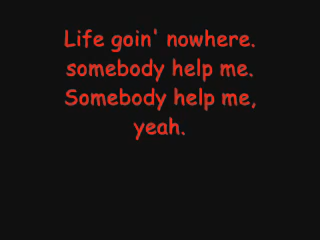 Life goin' nowhere.
somebody help me.
Somebody help me,
yeah.